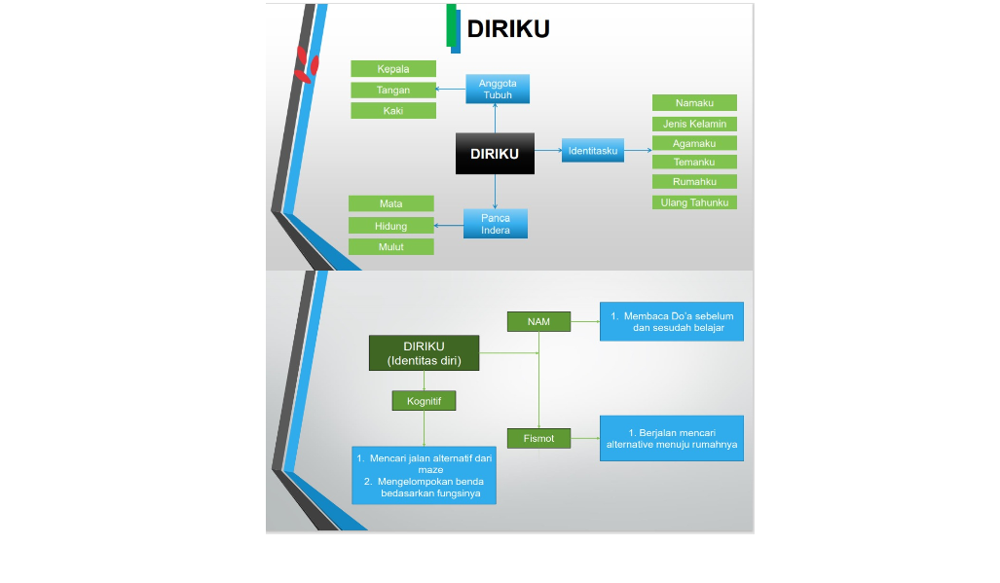 DIRIKU
Kepala
Tangan
Kaki
Anggota
Tubuh
DIRIKU
Identitasku
Namaku
Jenis Kelamin
Agamaku
Temanku
Rumahku
Ulang Tahunku
Mata
Hidung
Mulut
Panca
Indera
NAM
1. Membaca Do'a sebelum
dan sesudah belajar
DIRIKU
(Identitas diri)
Kognitif
Fismot
1. Berjalan mencari
alternative menuju rumahnya
1. Mencari jalan alternatif dari
maze
2. Mengelompokan benda
bedasarkan fungsinya